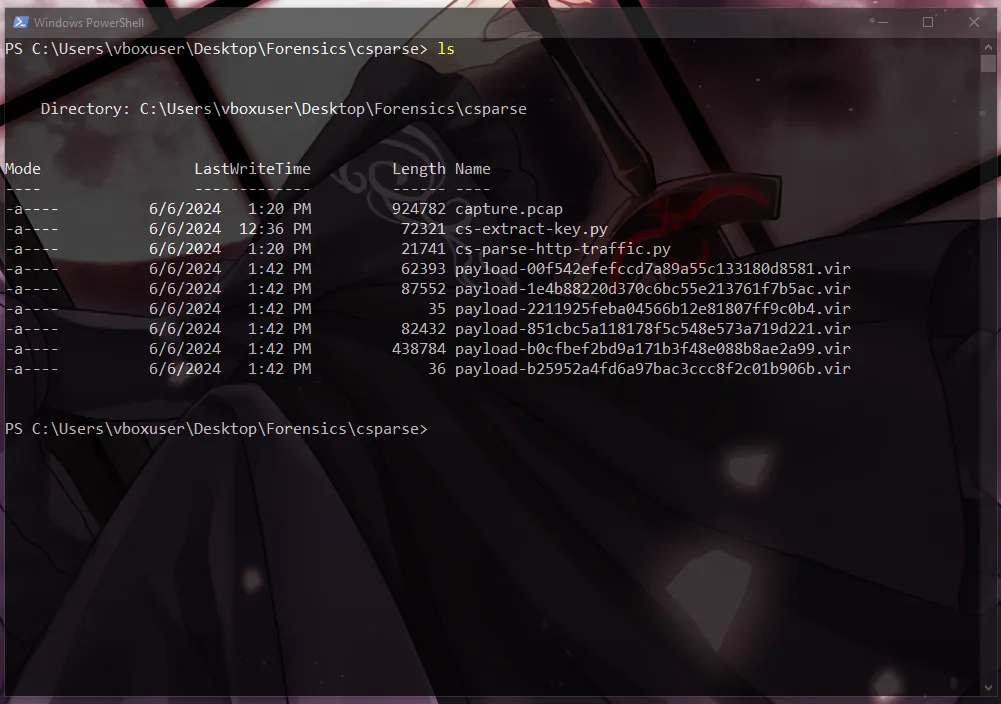 Windows PowerShell
PS C:\Users\vboxuser\Desktop\Forensics\csparse> ls
Directory: C:\Users\vboxuser\Desktop\Forensics\csparse
Mode LastWriteTime Length Name
---- ------------- ------ ----
-a---- 6/6/2024 1:20 PM 924782 capture.pcap
-a---- 6/6/2024 12:36 PM 72321 cs-extract-key.py
-a---- 6/6/2024 1:20 PM 21741 cs-parse-http-traffic.py
-a---- 6/6/2024 1:42 PM 62393 payload-00f542efefccd7a89a55c133180d8581.vir
-a---- 6/6/2024 1:42 PM 87552 payload-1e4b88220d370c6bc55e213761f7b5ac.vir
-a---- 6/6/2024 1:42 PM 35 payload-2211925feba04566b12e81807ff9c0b4.vir
-a---- 6/6/2024 1:42 PM 82432 payload-851cbc5a118178f5c548e573a719d221.vir
-a---- 6/6/2024 1:42 PM 438784 payload-b0cfbef2bd9a171b3f48e088b8ae2a99.vir
-a---- 6/6/2024 1:42 PM 36 payload-b25952a4fd6a97bac3ccc8f2c01b906b.vir
PS C:\Users\vboxuser\Desktop\Forensics\csparse>